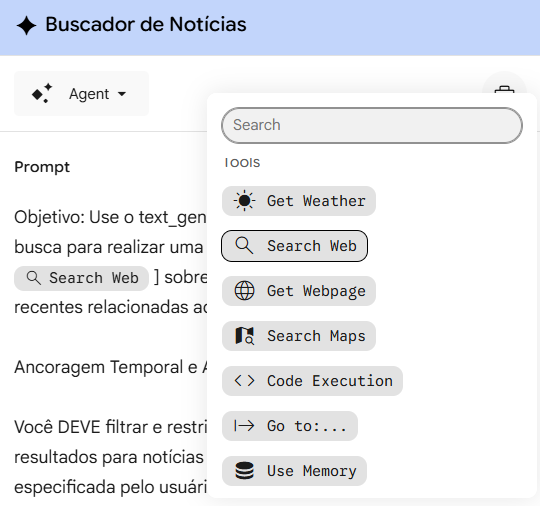 Buscador de Notícias
Agent
Search
Tools
Get Weather
Search Web
Get Webpage
Search Maps
Code Execution
Go to:...
Use Memory
Prompt
Objetivo: Use o text_gen
busca para realizar uma
Search Web ] sobre
recentes relacionadas
Ancoragem Temporal e
Você DEVE filtrar e restri
resultados para notícias
especificada pelo usuári